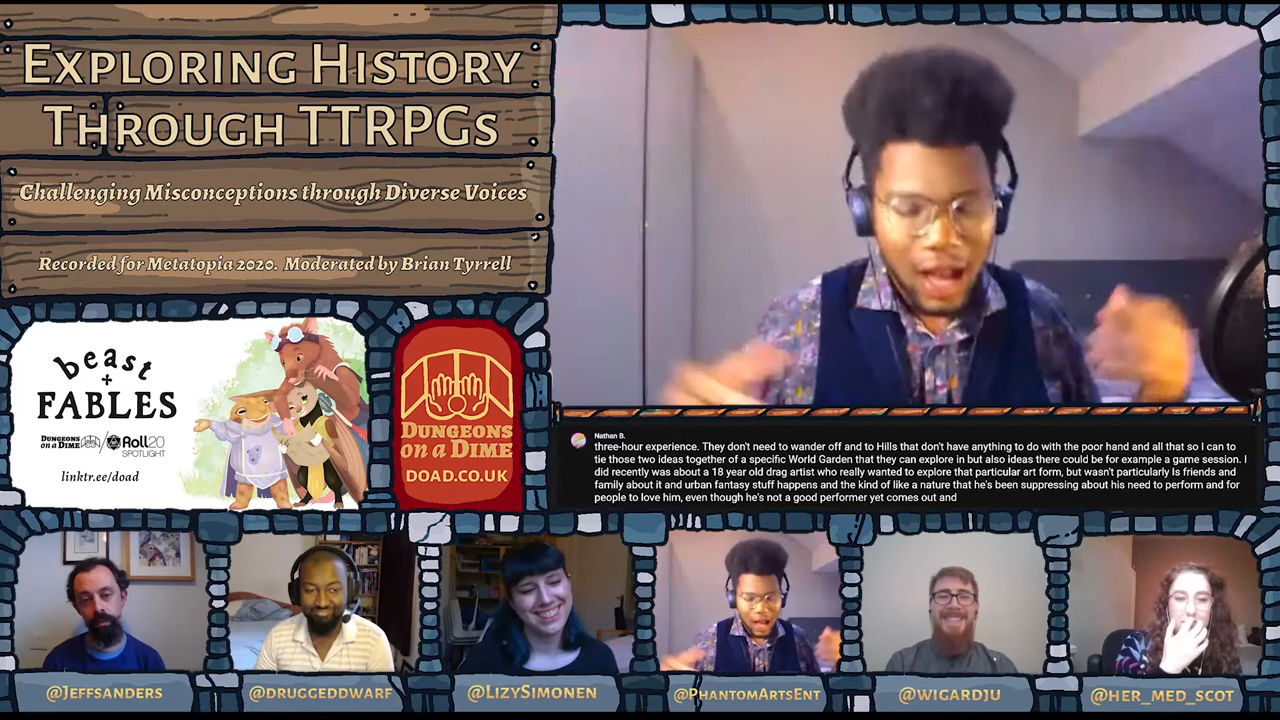 Exploring History
Through TTRPGs
Challenging Misconceptions through Diverse Voices
Recorded for Metatopia 2020. Moderated by Brian Tyrrell
beast
+
FABLES
DUNGEONS
ON A DIME
/
Roll20
SPOTLIGHT
linktr.ee/doad
DUNGEONS
ON A DIME
DOAD.CO.UK
Nathan B.
three-hour experience. They don't need to wander off and to Hills that don't have anything to do with the poor hand and all that so I can to
tie those two ideas together of a specific World Garden that they can explore in but also ideas there could be for example a game session. I
did recently was about a 18 year old drag artist who really wanted to explore that particular art form, but wasn't particularly Is friends and
family about it and urban fantasy stuff happens and the kind of like a nature that he's been suppressing about his need to perform and for
people to love him, even though he's not a good performer yet comes out and
@Jeffsanders
@druggeddwarf
@LizySimonen
@PhantomArtsEnt
@wigardju
@her_med_scot